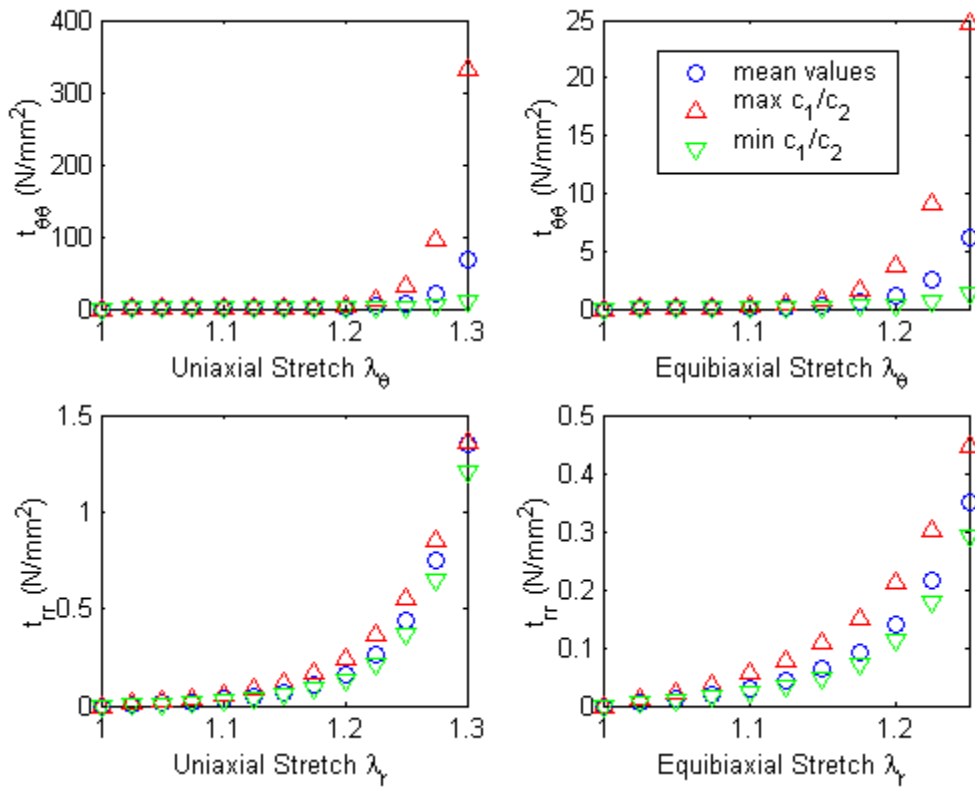 400
300
200
100
0
t_θθ (N/mm²)
1 1.1 1.2 1.3
Uniaxial Stretch λ_θ
25
20
15
10
5
0
t_θθ (N/mm²)
mean values
max c₁/c₂
min c₁/c₂
1 1.1 1.2
Equibiaxial Stretch λ_θ
1.5
1
0.5
0
t_rr (N/mm²)
1 1.1 1.2 1.3
Uniaxial Stretch λ_r
0.5
0.4
0.3
0.2
0.1
0
t_rr (N/mm²)
1 1.1 1.2
Equibiaxial Stretch λ_r